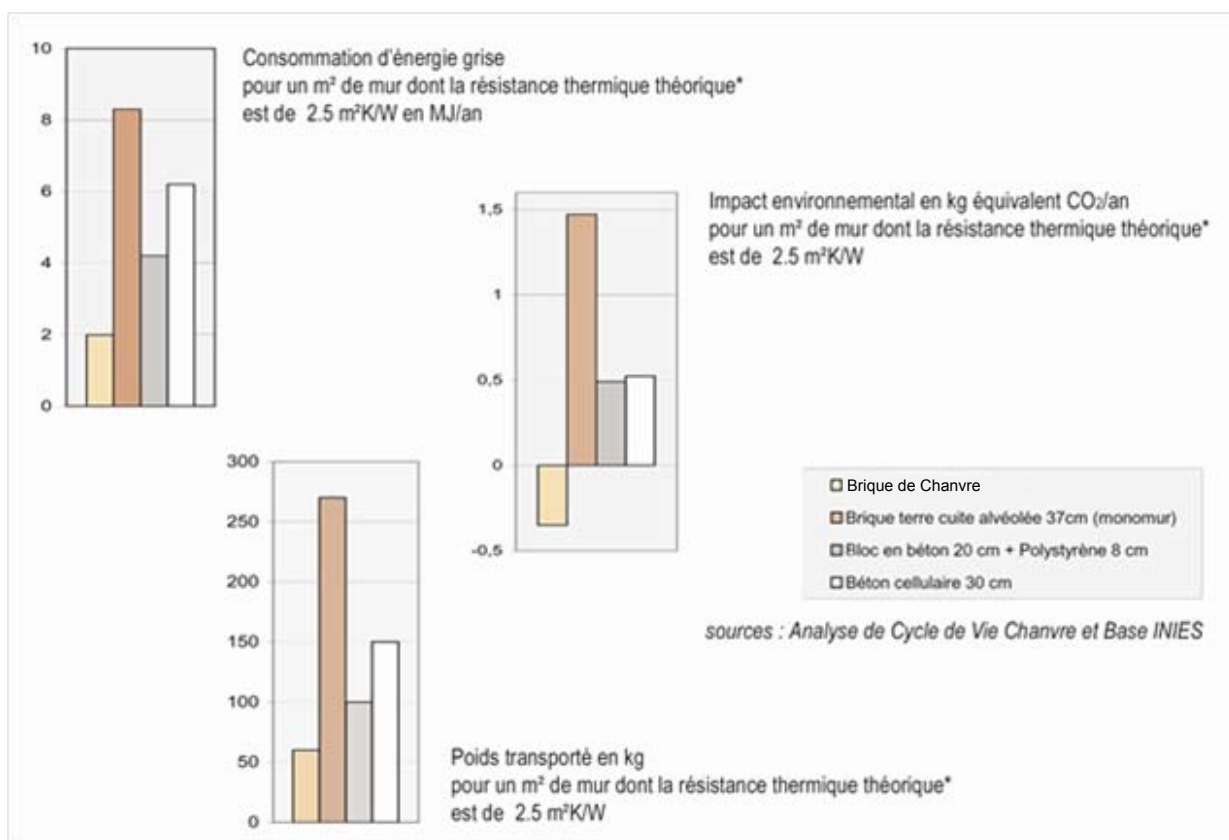 10
8
6
4
2
0
Consommation d'énergie grise
pour un m² de mur dont la résistance thermique théorique*
est de 2.5 m²K/W en MJ/an
1,5
1
0,5
0
-0,5
Impact environnemental en kg équivalent CO₂/an
pour un m² de mur dont la résistance thermique théorique*
est de 2.5 m²K/W
300
250
200
150
100
50
0
Poids transporté en kg
pour un m² de mur dont la résistance thermique théorique*
est de 2.5 m²K/W
Brique de Chanvre
Brique terre cuite alvéolée 37cm (monomur)
Bloc en béton 20 cm + Polystyrène 8 cm
Béton cellulaire 30 cm
sources : Analyse de Cycle de Vie Chanvre et Base INIES